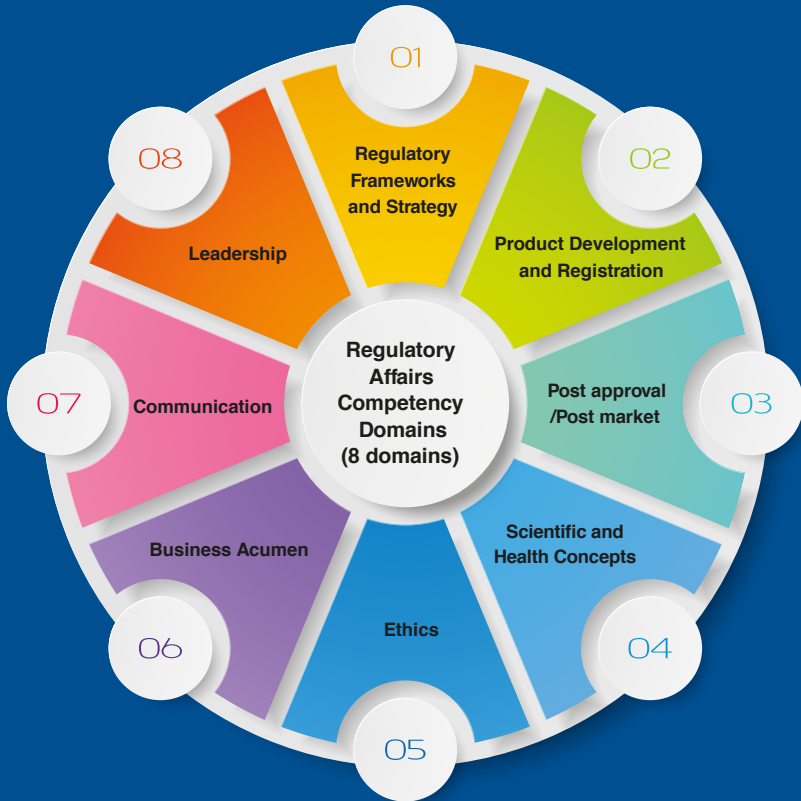 01
Regulatory
Frameworks
and Strategy
02
Product Development
and Registration
03
Post approval
/Post market
04
Scientific and
Health Concepts
05
Ethics
06
Business Acumen
07
Communication
08
Leadership
Regulatory
Affairs
Competency
Domains
(8 domains)